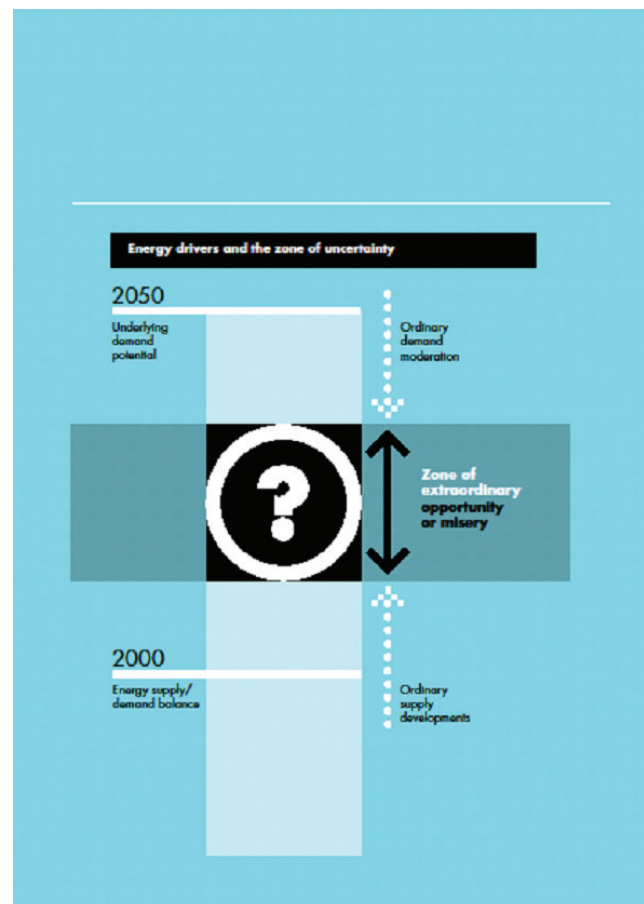 Energy drivers and the zone of uncertainty
2050
Underlying
demand
potential
Ordinary
demand
moderation
?
Zone of
extraordinary
opportunity
or misery
2000
Energy supply/
demand balance
Ordinary
supply
developments